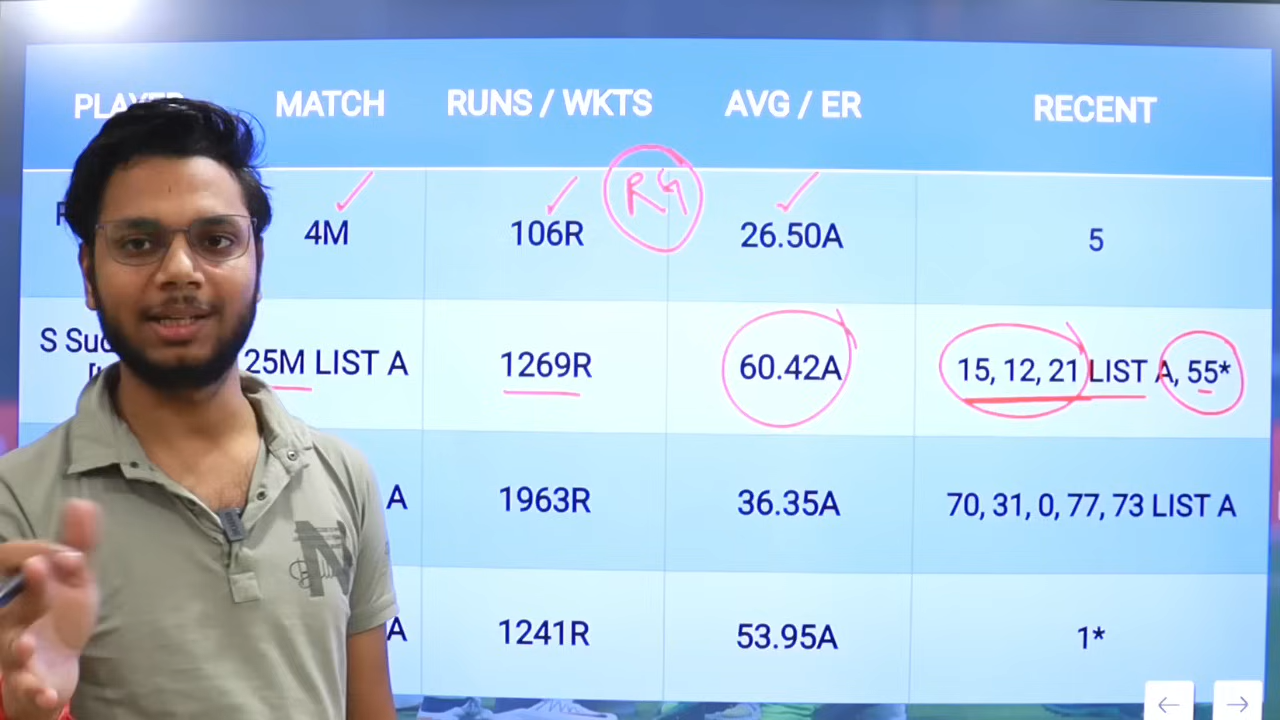 MATCH RUNS / WKTS AVG / ER RECENT
RG
4M 106R 26.50A 5
25M LIST A 1269R 60.42A 15, 12, 21 LIST A, 55*
A 1963R 36.35A 70, 31, 0, 77, 73 LIST A
A 1241R 53.95A 1*